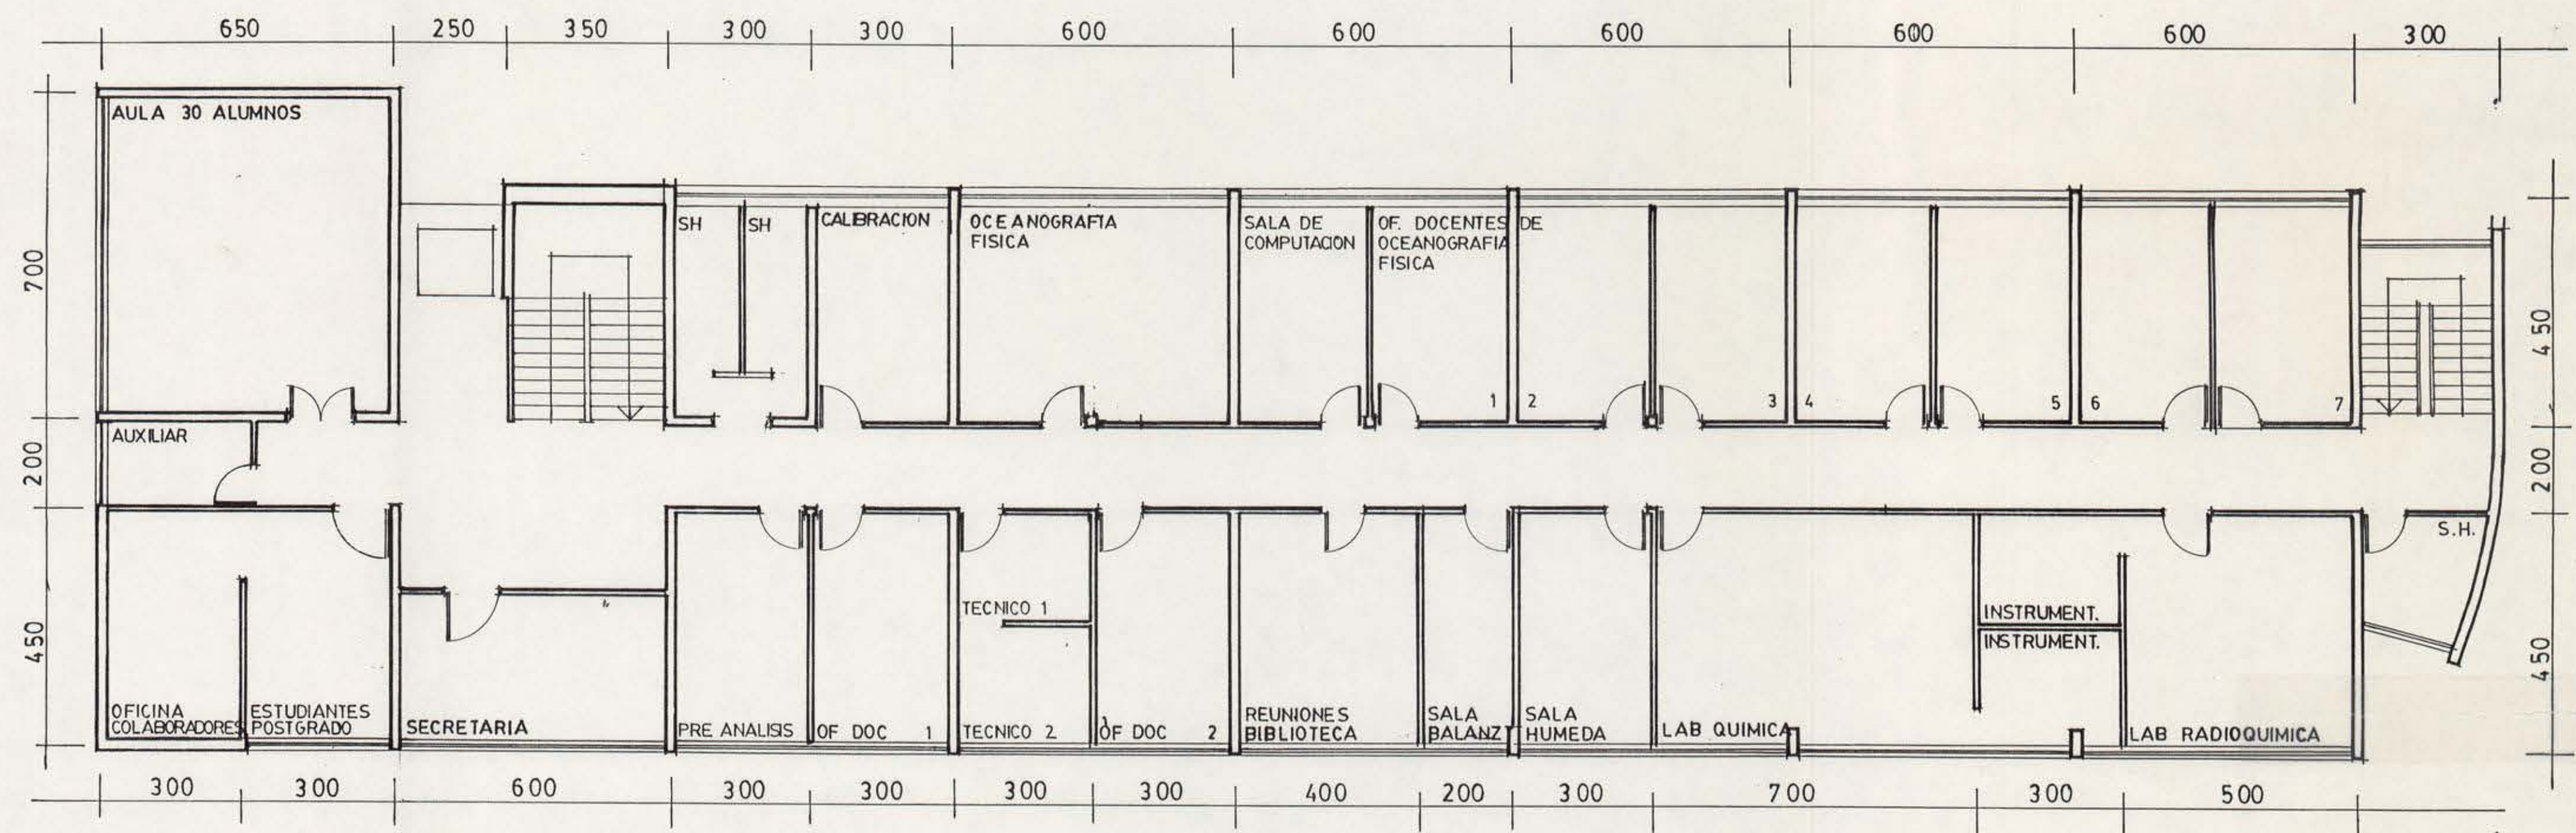 650 250 350 300 300 600 600 600 600 600 300
AULA 30 ALUMNOS
SH
SH
CALIBRACION
OCEANOGRAFIA
FISICA
SALA DE
COMPUTACION
OF. DOCENTES DE
OCEANOGRAFIA
FISICA
700
450
1
2
3
4
5
6
7
AUXILIAR
200
200
S.H.
TECNICO 1
INSTRUMENT.
INSTRUMENT.
450
450
OFICINA
COLABORADORES
ESTUDIANTES
POSTGRADO
SECRETARIA
PRE ANALISIS
OF DOC 1
TECNICO 2
OF DOC 2
REUNIONES
BIBLIOTECA
SALA
BALANZ
SALA
HUMEDA
LAB QUIMICA
LAB RADIOQUIMICA
300 300 600 300 300 300 300 400 200 300 700 300 500